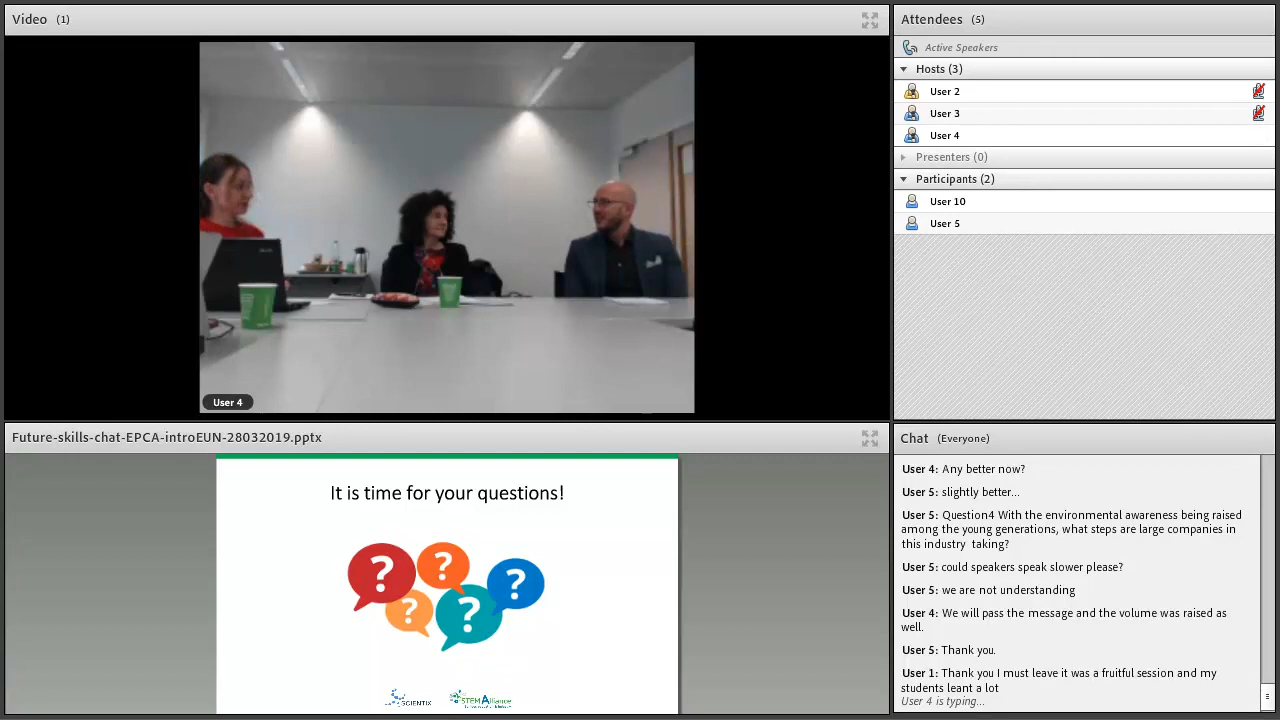 Video (1)
User 4
Attendees (5)
Active Speakers
Hosts (3)
User 2
User 3
User 4
Presenters (0)
Participants (2)
User 10
User 5
Future-skills-chat-EPCA-introEUN-28032019.pptx
It is time for your questions!
? ? ? ? ?
SCIENTIX
STEM Alliance
Chat (Everyone)
User 4: Any better now?
User 5: slightly better...
User 5: Question4 With the environmental awareness being raised
among the young generations, what steps are large companies in
this industry taking?
User 5: could speakers speak slower please?
User 5: we are not understanding
User 4: We will pass the message and the volume was raised as
well.
User 5: Thank you.
User 1: Thank you I must leave it was a fruitful session and my
students leant a lot
User 4 is typing...